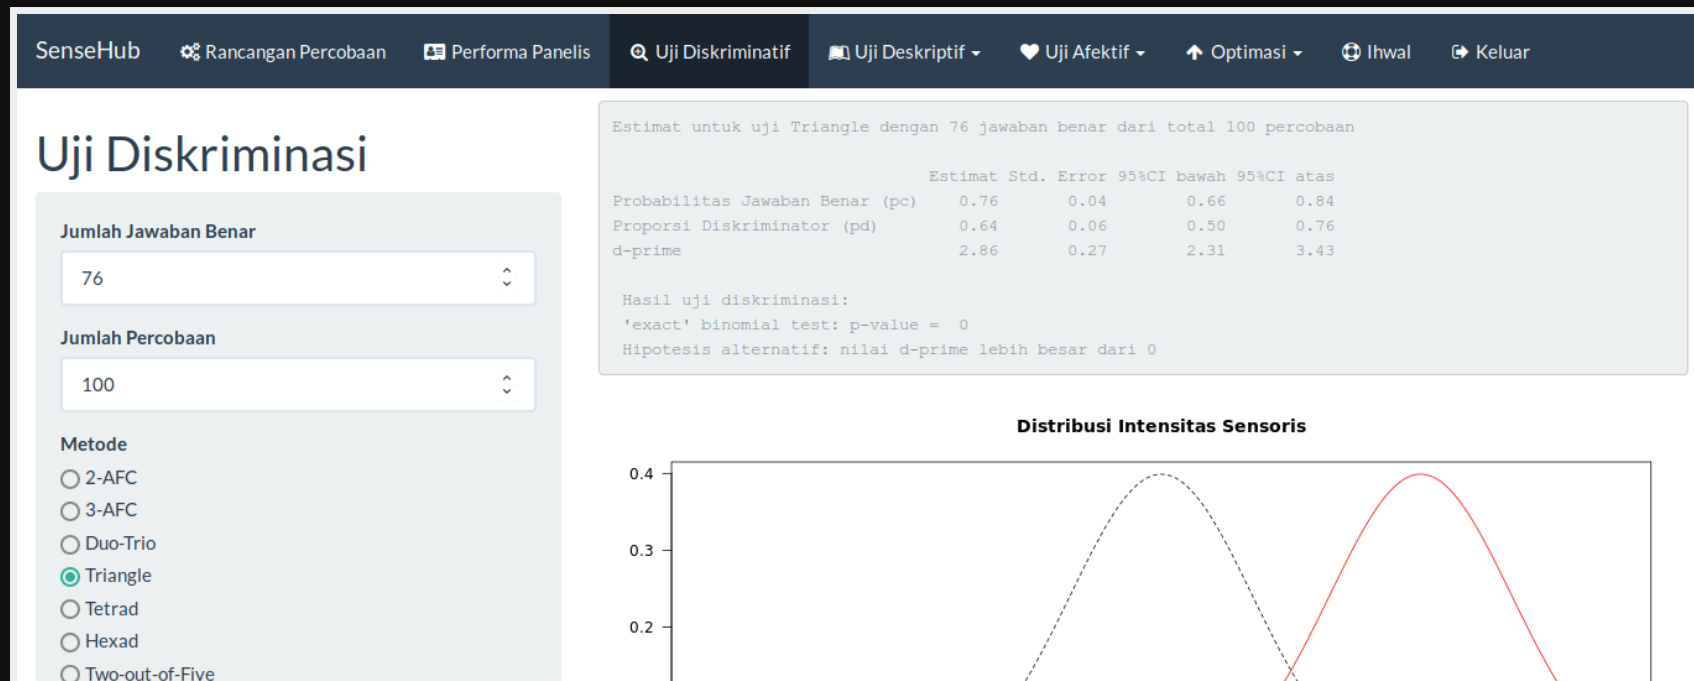 SenseHub Rancangan Percobaan Performa Panelis Uji Diskriminatif Uji Deskriptif Uji Afektif Optimasi Ihwal Keluar
Uji Diskriminasi
Jumlah Jawaban Benar
76
Jumlah Percobaan
100
Metode
2-AFC
3-AFC
Duo-Trio
Triangle
Tetrad
Hexad
Two-out-of-Five
Estimat untuk uji Triangle dengan 76 jawaban benar dari total 100 percobaan
Estimat Std. Error 95%CI bawah 95%CI atas
Probabilitas Jawaban Benar (pc) 0.76 0.04 0.66 0.84
Proporsi Diskriminator (pd) 0.64 0.06 0.50 0.76
d-prime 2.86 0.27 2.31 3.43
Hasil uji diskriminasi:
'exact' binomial test: p-value = 0
Hipotesis alternatif: nilai d-prime lebih besar dari 0
Distribusi Intensitas Sensoris
0.4
0.3
0.2